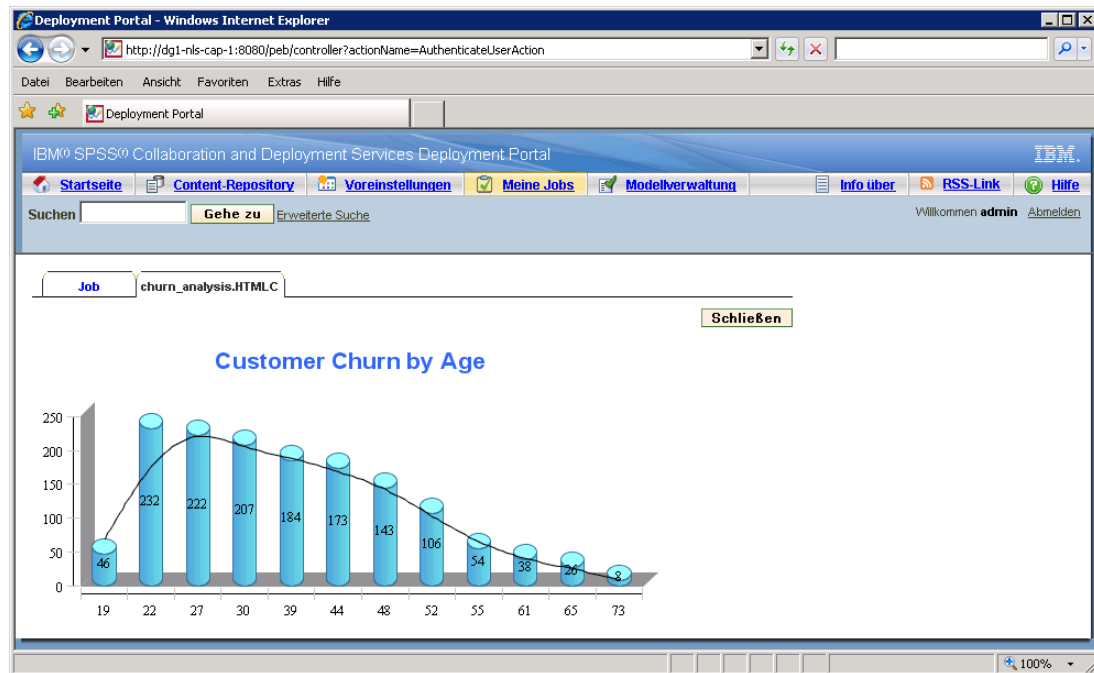 Deployment Portal - Windows Internet Explorer
http://dg1-nls-cap-1:8080/peb/controller?actionName=AuthenticateUserAction
Datei Bearbeiten Ansicht Favoriten Extras Hilfe
Deployment Portal
IBM® SPSS® Collaboration and Deployment Services Deployment Portal IBM.
Startseite Content-Repository Voreinstellungen Meine Jobs Modellverwaltung Info über RSS-Link Hilfe
Suchen Gehe zu Erweiterte Suche Willkommen admin Abmelden
Job churn_analysis.HTMLC
Schließen
Customer Churn by Age
250
200
150
100
50
0
46 232 222 207 184 173 143 106 54 38 26 8
19 22 27 30 39 44 48 52 55 61 65 73
100%